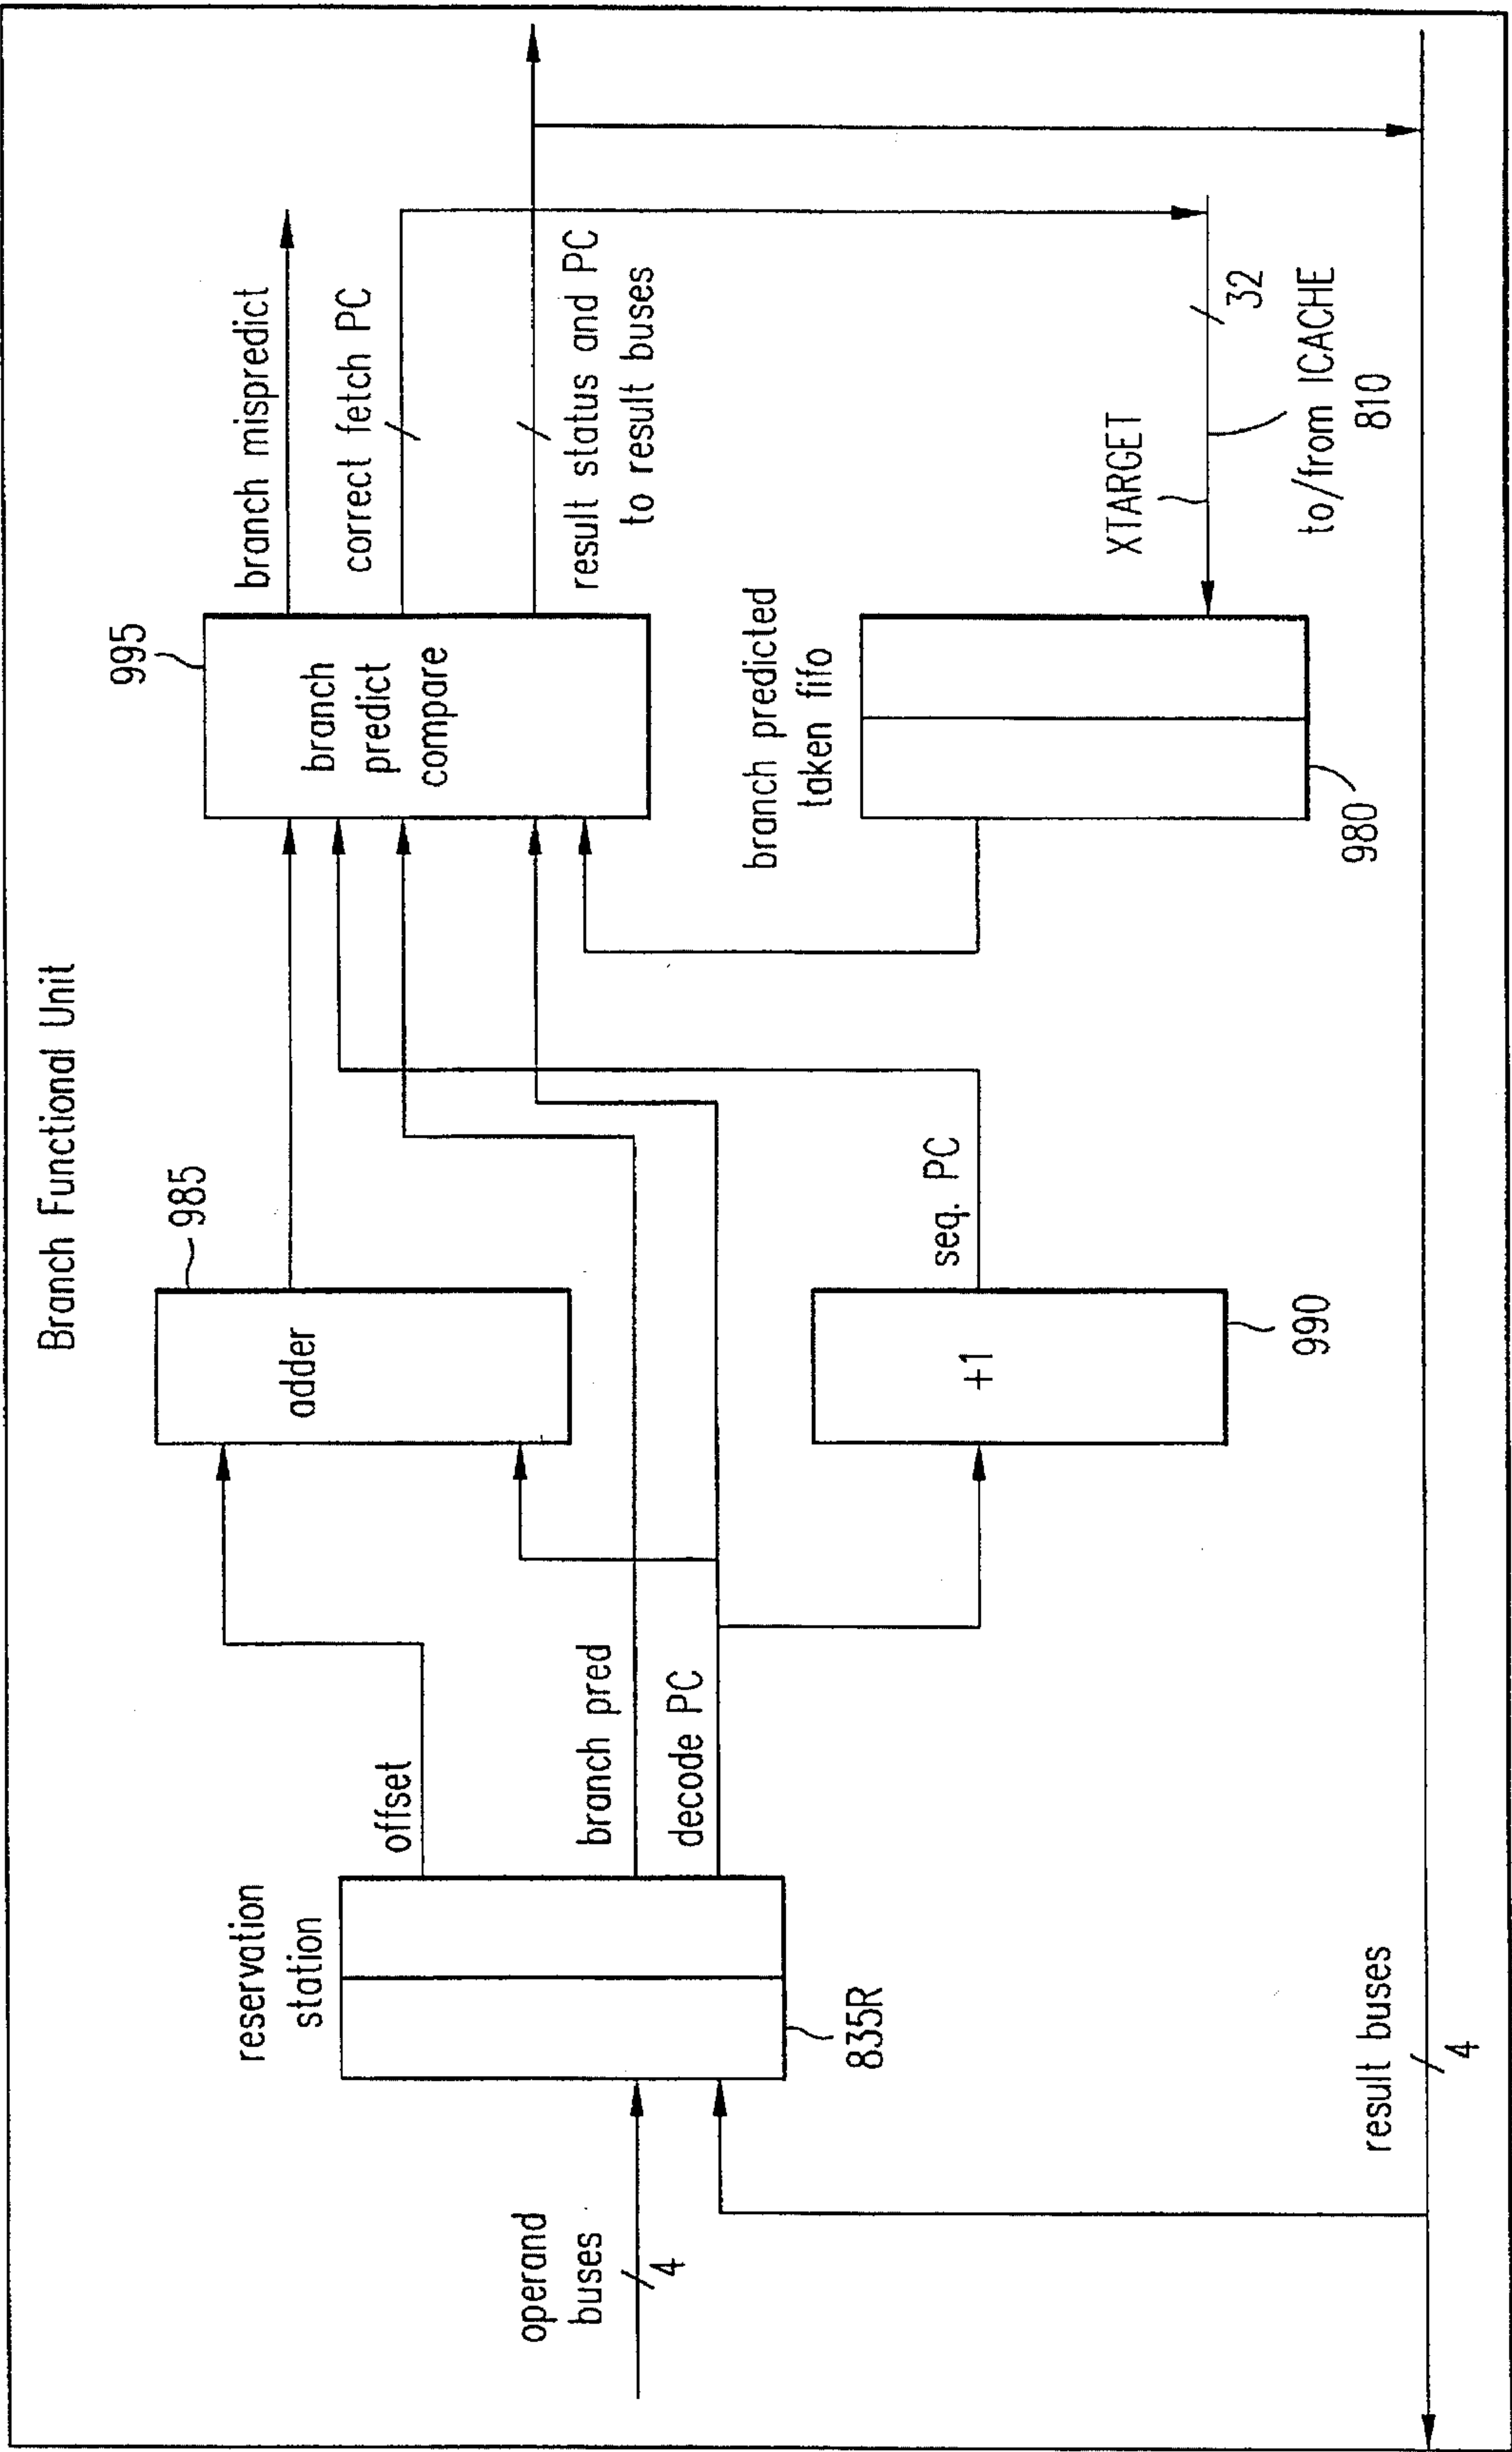 Branch Functional Unit
operand
buses
4
reservation
station
835R
offset
branch pred
decode PC
adder
985
+1
990
seq. PC
995
branch
predict
compare
branch predicted
taken fifo
980
branch mispredict
correct fetch PC
result status and PC
to result buses
XTARGET
32
to/from ICACHE
810
result buses
4